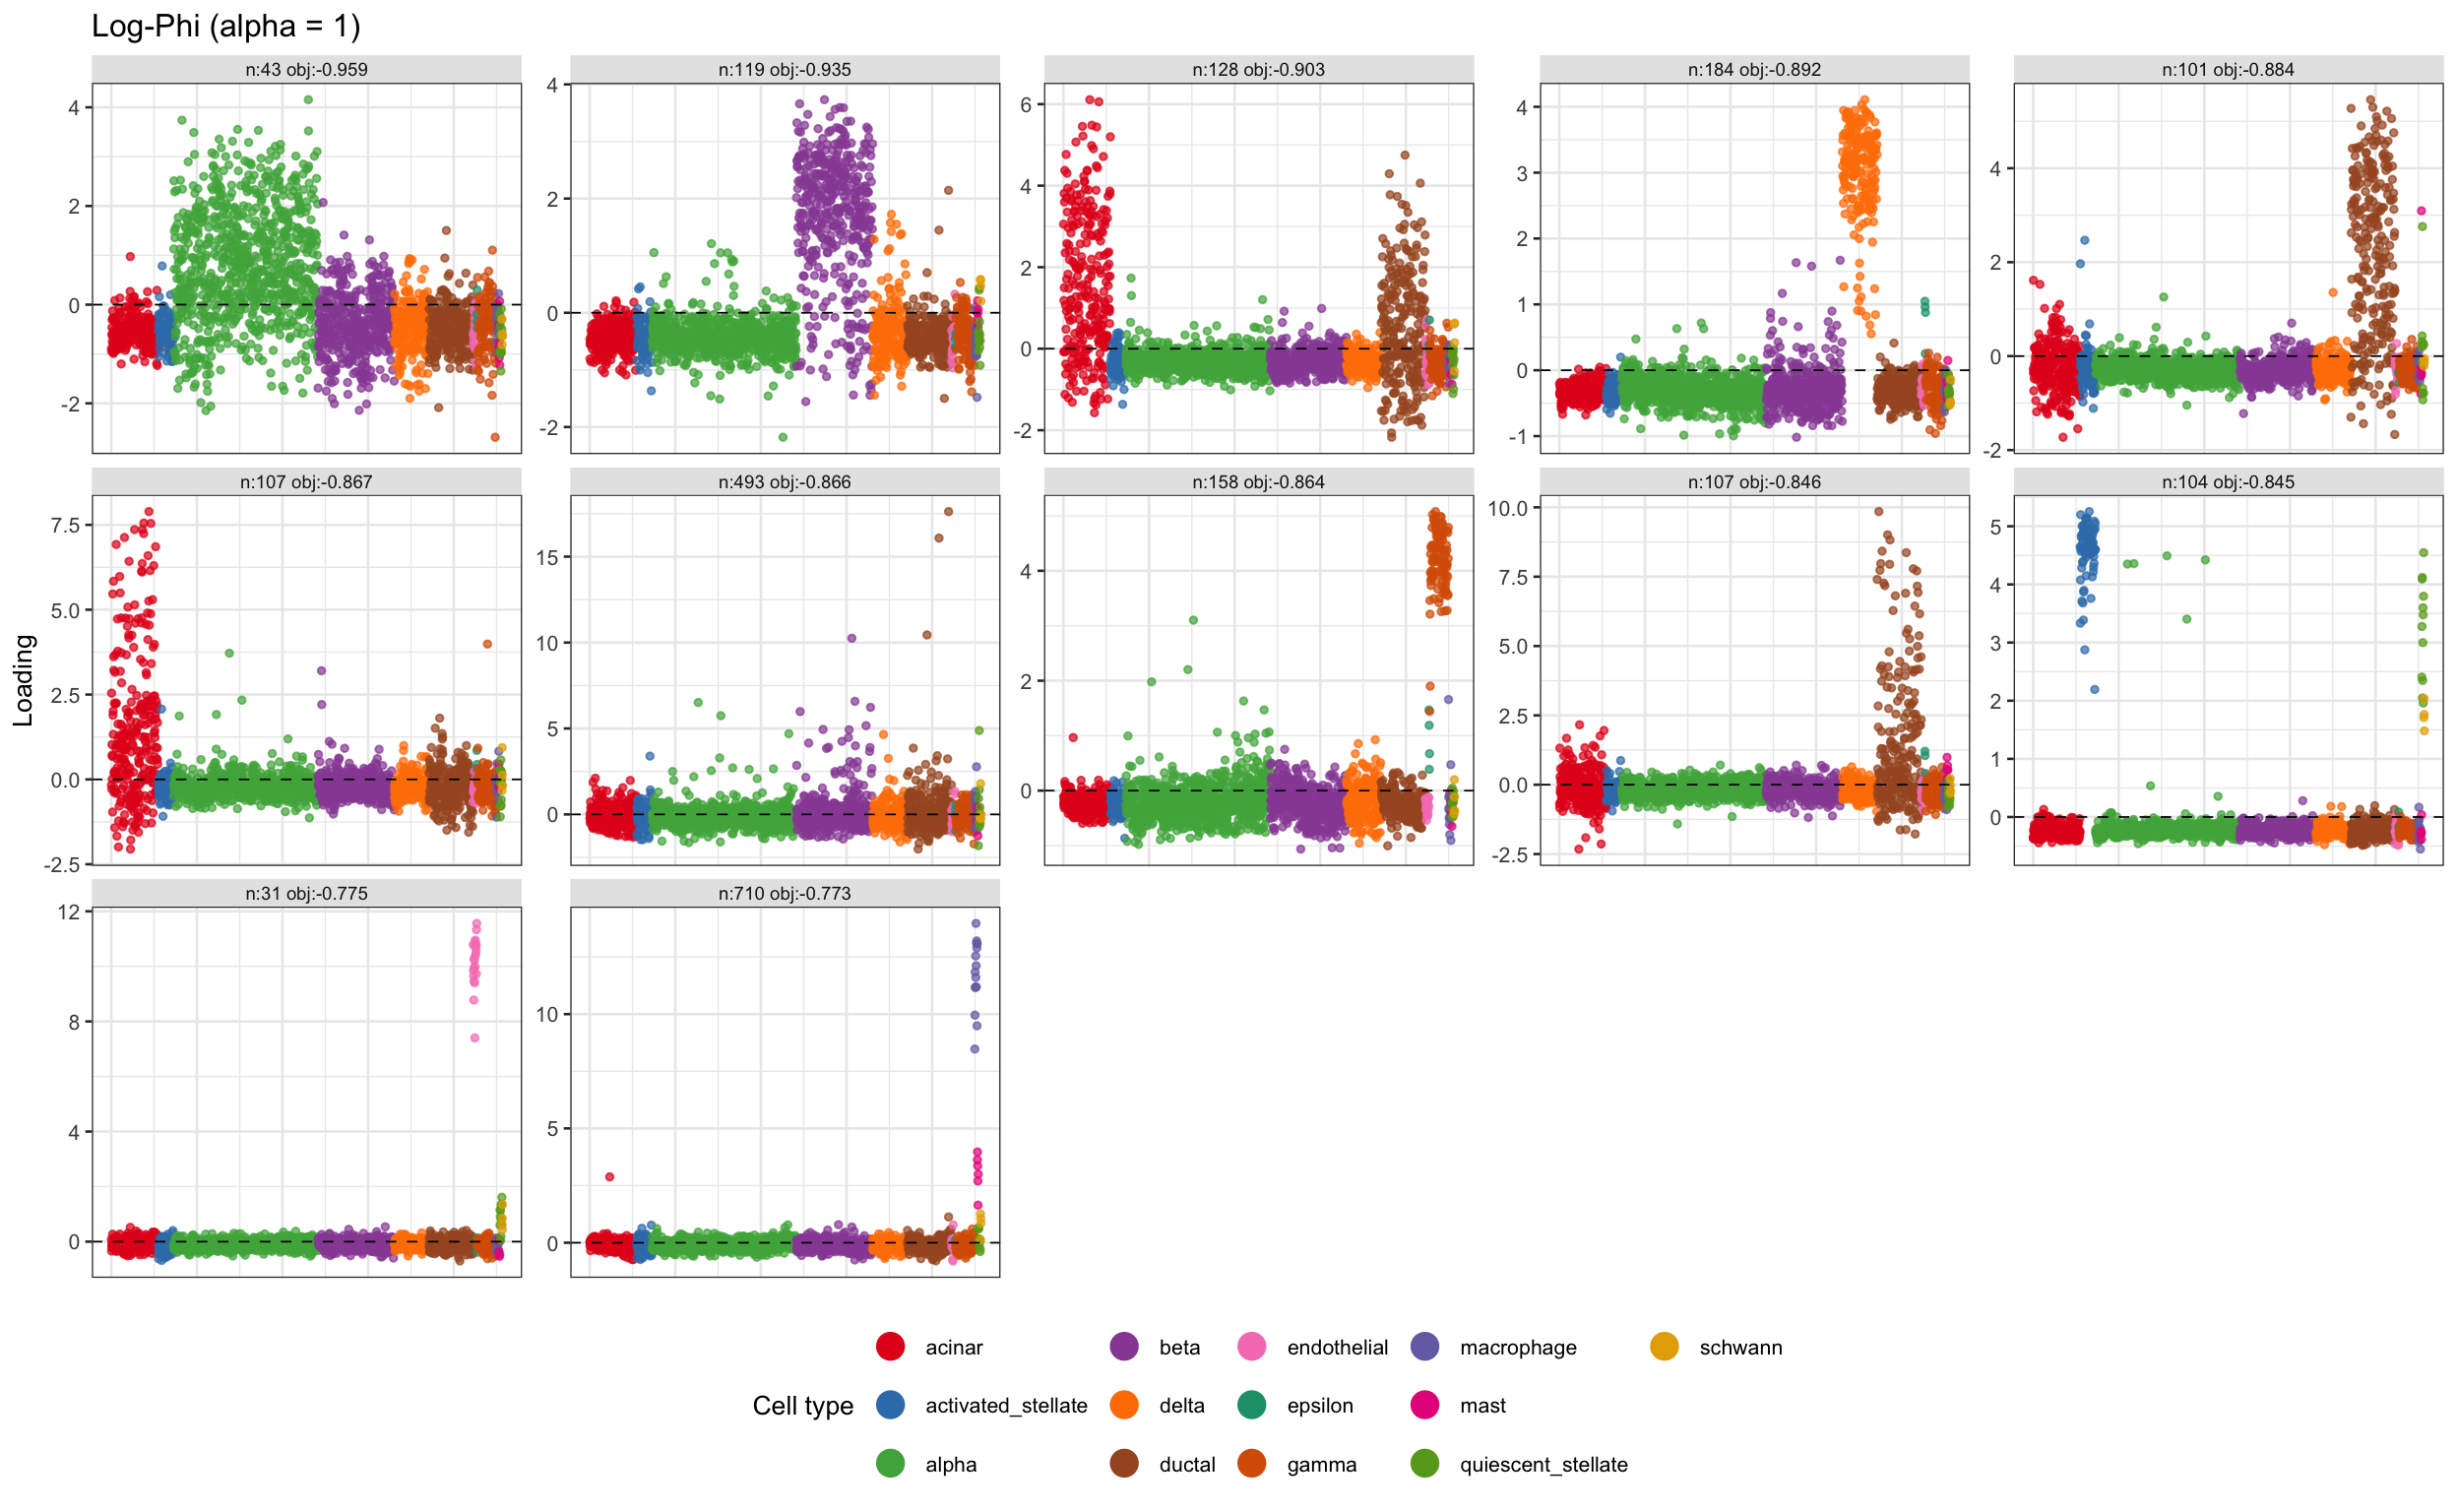 Log-Phi (alpha = 1)
n:43 obj:-0.959
n:119 obj:-0.935
n:128 obj:-0.903
n:184 obj:-0.892
n:101 obj:-0.884
4
2
0
-2
4
2
0
-2
6
4
2
0
-2
4
3
2
1
0
-1
4
2
0
-2
n:107 obj:-0.867
n:493 obj:-0.866
n:158 obj:-0.864
n:107 obj:-0.846
n:104 obj:-0.845
7.5
5.0
2.5
0.0
-2.5
15
10
5
0
4
2
0
10.0
7.5
5.0
2.5
0.0
-2.5
5
4
3
2
1
0
Loading
n:31 obj:-0.775
n:710 obj:-0.773
12
8
4
0
10
5
0
Cell type
acinar
activated_stellate
alpha
beta
delta
ductal
endothelial
epsilon
gamma
macrophage
mast
quiescent_stellate
schwann